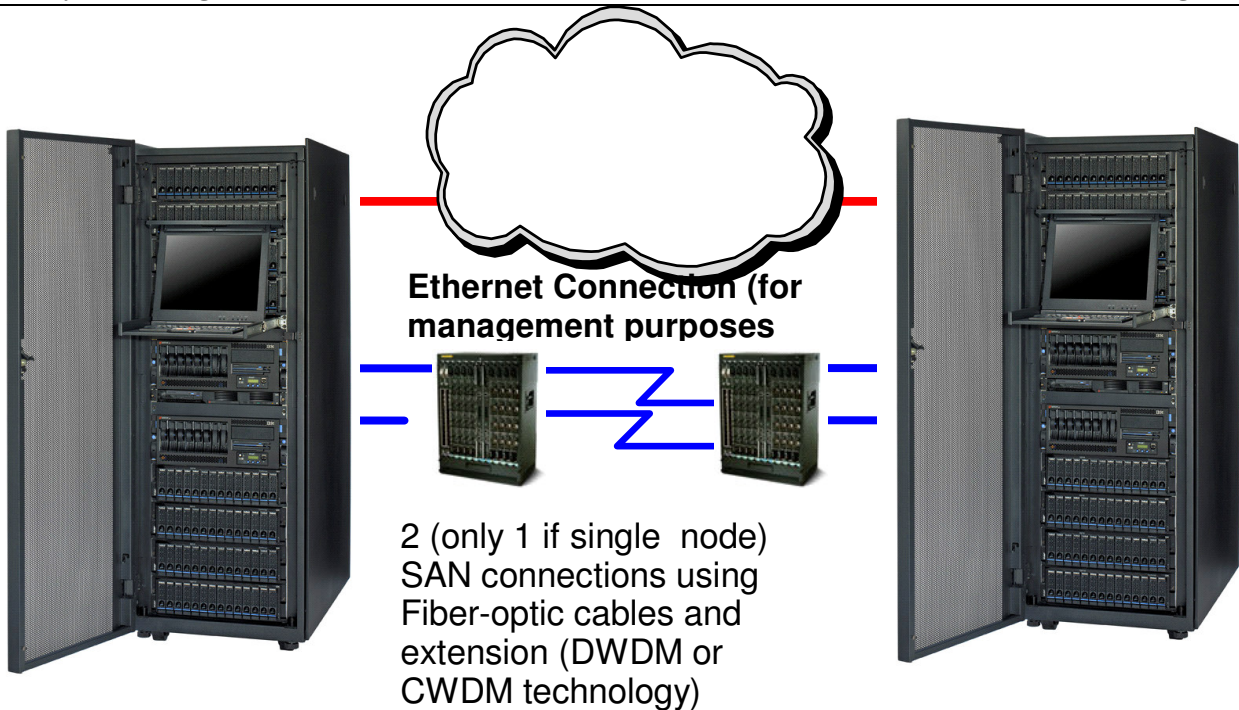 Ethernet Connection (for
management purposes
2 (only 1 if single node)
SAN connections using
Fiber-optic cables and
extension (DWDM or
CWDM technology)